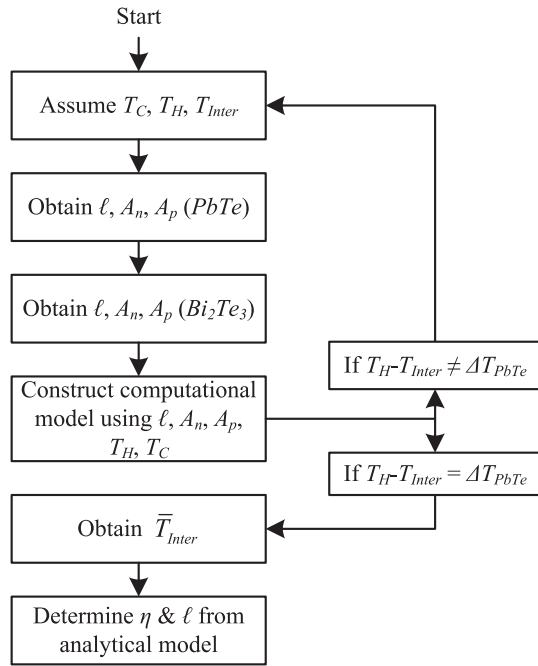 Start
Assume T_C, T_H, T_Inter
Obtain ℓ, A_n, A_p (PbTe)
Obtain ℓ, A_n, A_p (Bi₂Te₃)
Construct computational
model using ℓ, A_n, A_p,
T_H, T_C
If T_H-T_Inter ≠ ΔT_PbTe
If T_H-T_Inter = ΔT_PbTe
Obtain T̅_Inter
Determine η & ℓ from
analytical model